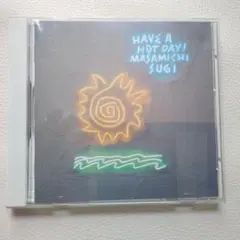 HAVE A
HOT DAY!
MASAMICHI
SUGI